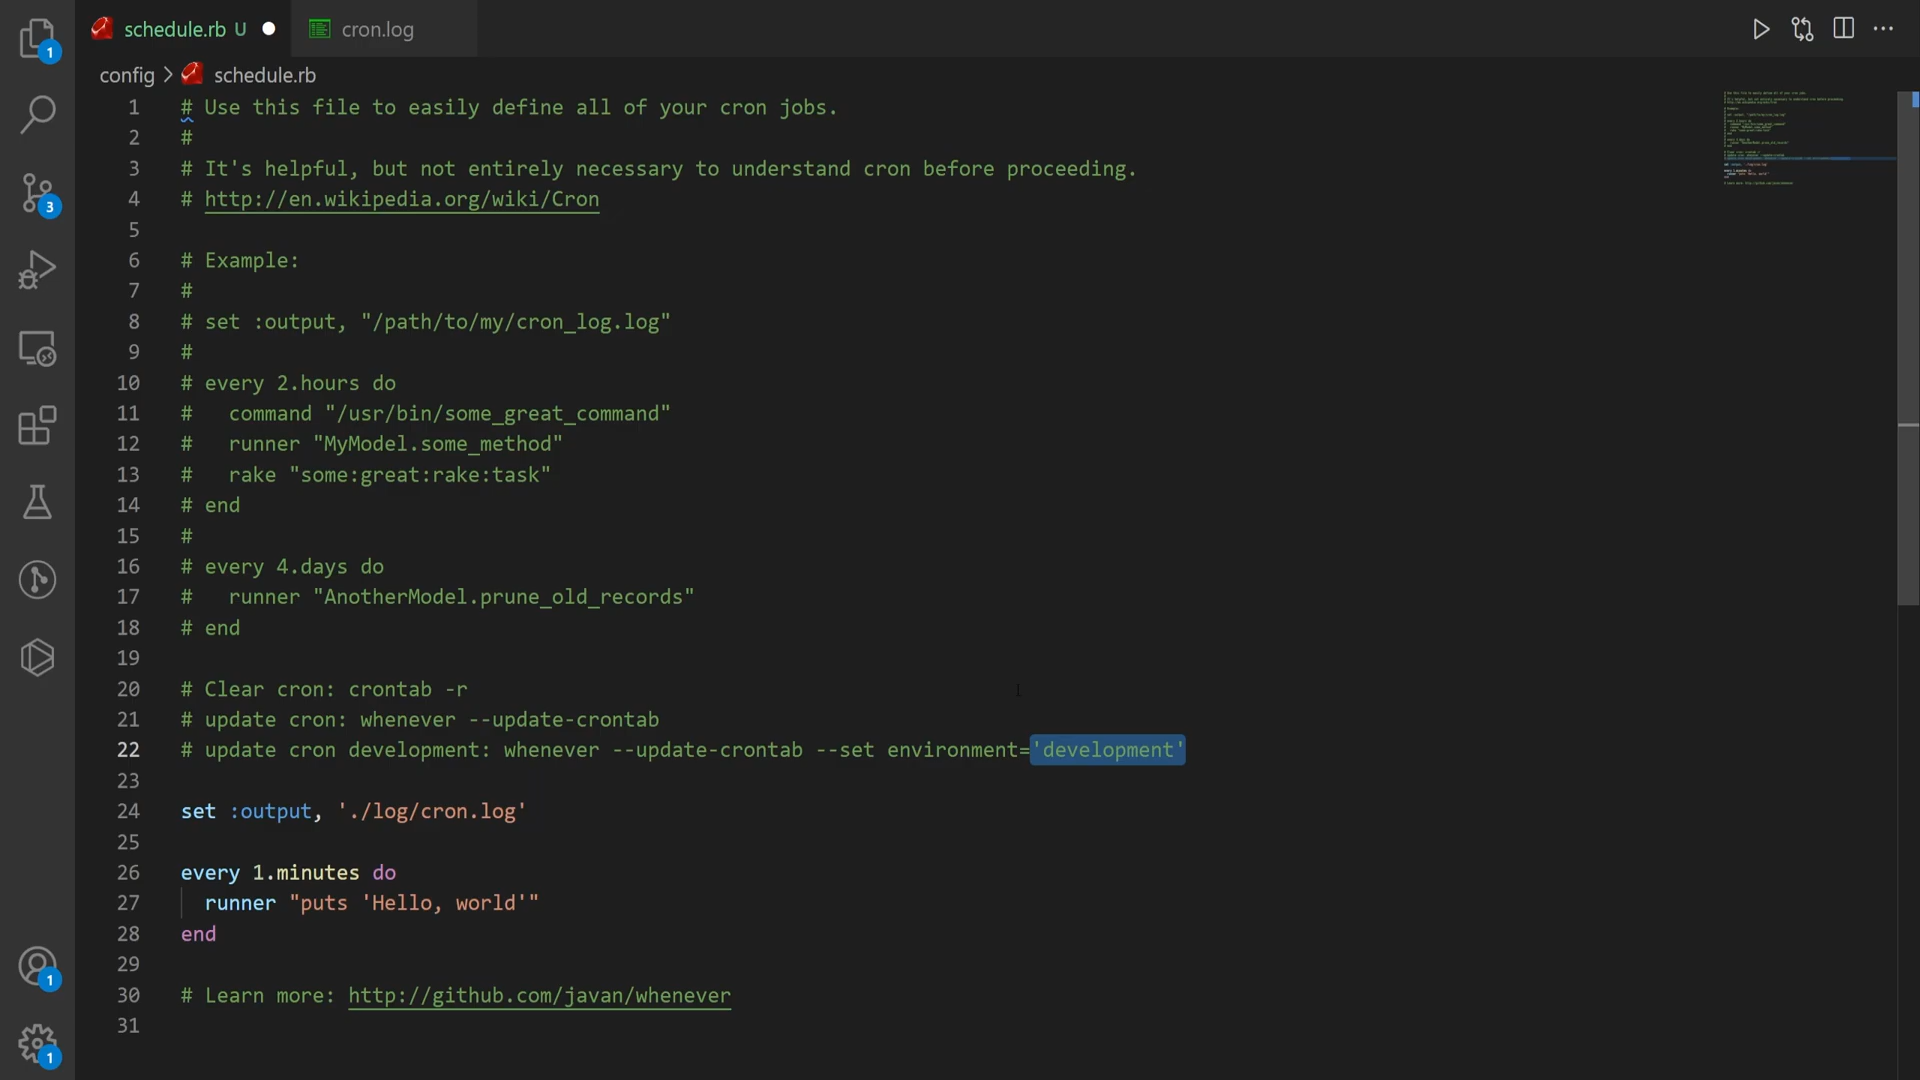 schedule.rb U
cron.log
config > schedule.rb
1 # Use this file to easily define all of your cron jobs.
2 #
3 # It's helpful, but not entirely necessary to understand cron before proceeding.
4 # http://en.wikipedia.org/wiki/Cron
5
6 # Example:
7 #
8 # set :output, "/path/to/my/cron_log.log"
9 #
10 # every 2.hours do
11 #   command "/usr/bin/some_great_command"
12 #   runner "MyModel.some_method"
13 #   rake "some:great:rake:task"
14 # end
15 #
16 # every 4.days do
17 #   runner "AnotherModel.prune_old_records"
18 # end
19
20 # Clear cron: crontab -r
21 # update cron: whenever --update-crontab
22 # update cron development: whenever --update-crontab --set environment='development'
23
24 set :output, './log/cron.log'
25
26 every 1.minutes do
27   runner "puts 'Hello, world'"
28 end
29
30 # Learn more: http://github.com/javan/whenever
31
1
3
1
1